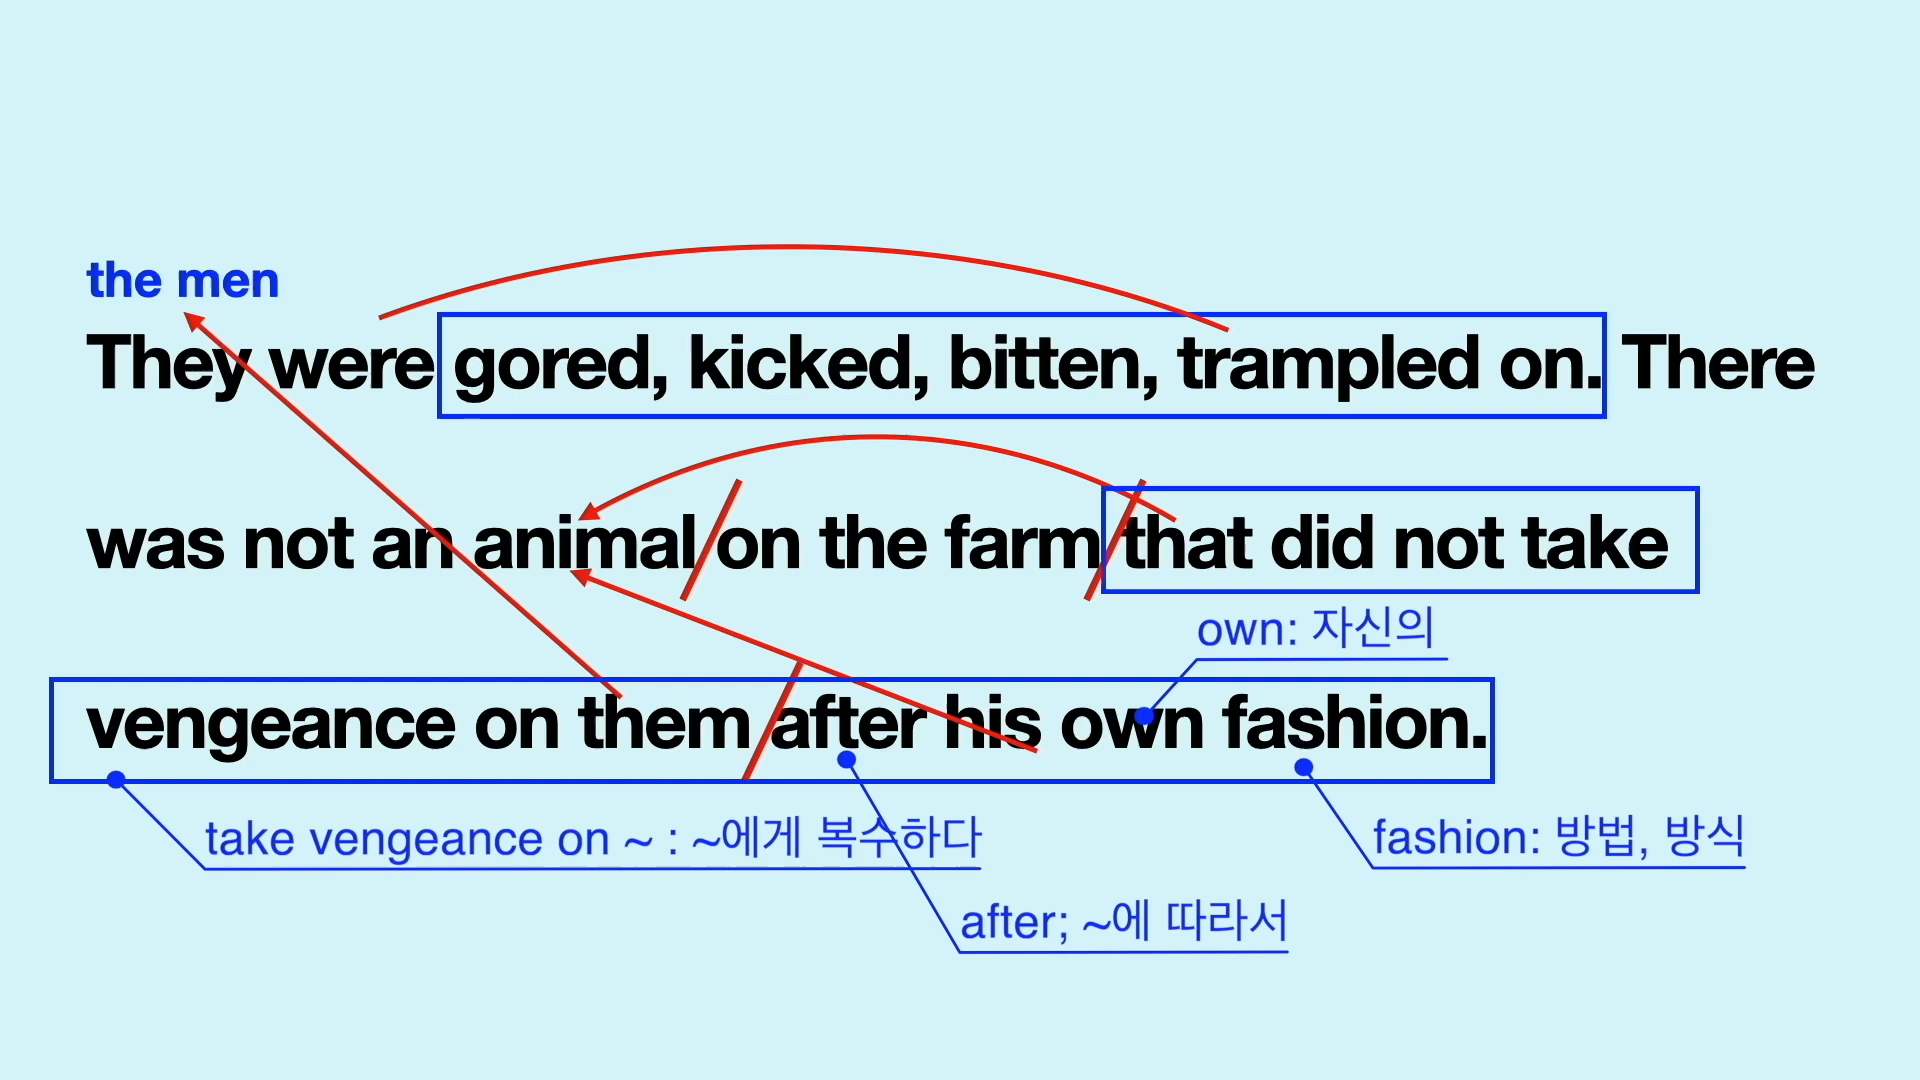 the men
They were gored, kicked, bitten, trampled on. There
was not an animal on the farm that did not take
own: 자신의
vengeance on them after his own fashion.
take vengeance on ~ : ~에게 복수하다
fashion: 방법, 방식
after; ~에 따라서